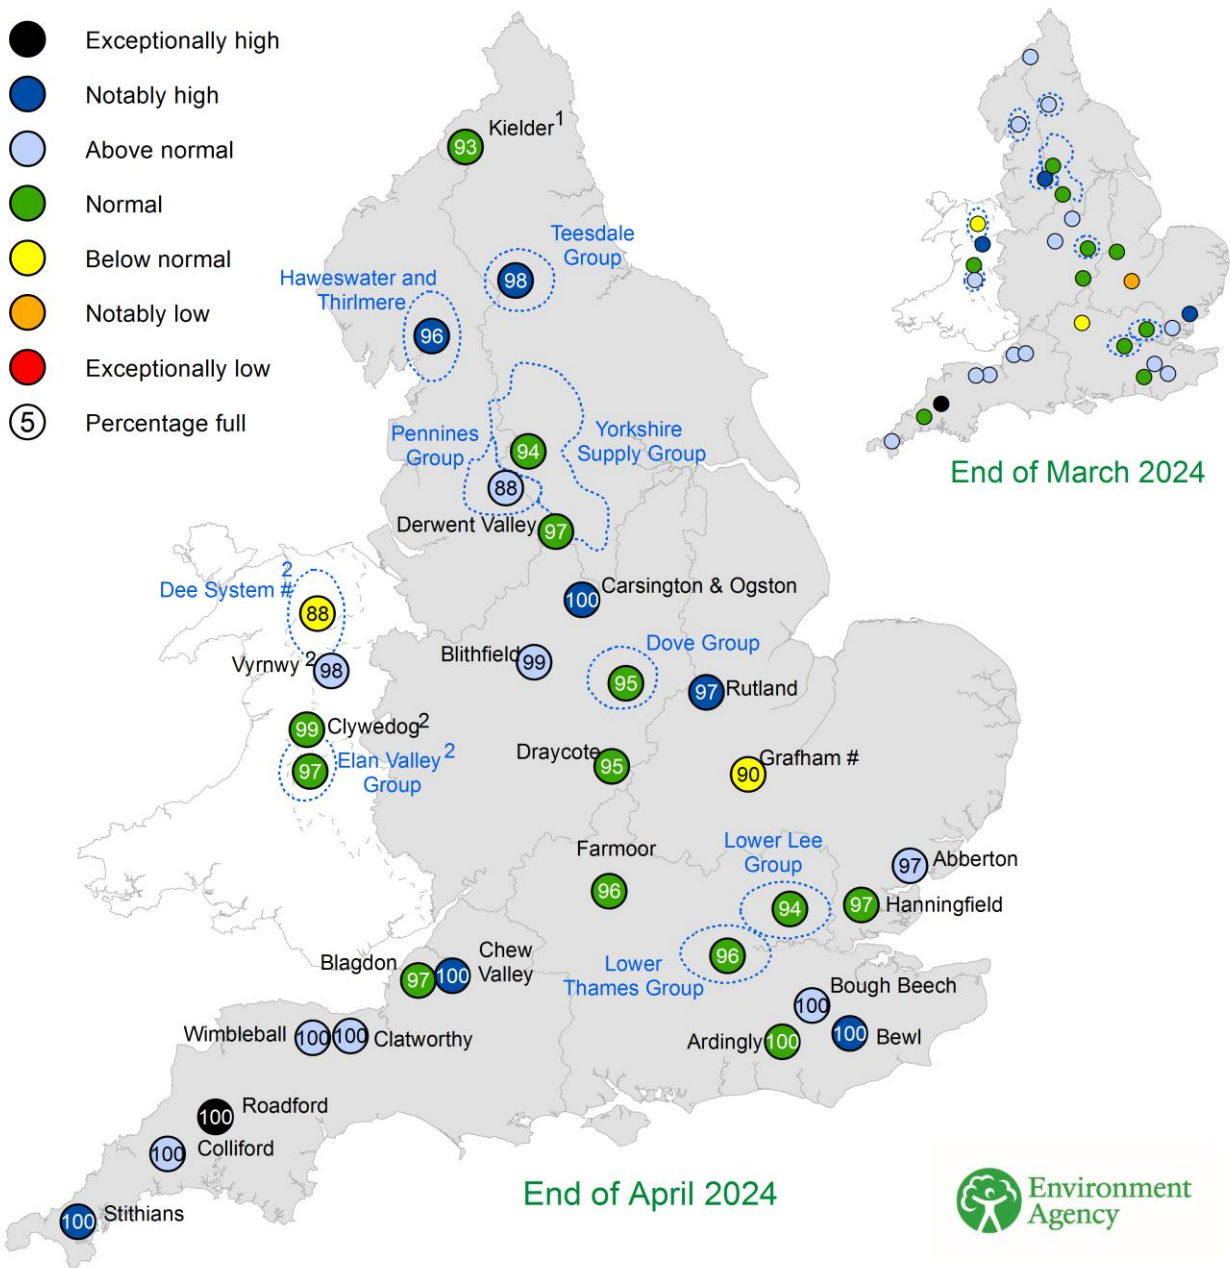 Exceptionally high
Notably high
Above normal
Normal
Below normal
Notably low
Exceptionally low
5 Percentage full
End of March 2024
Kielder¹
93
Teesdale
Group
98
Haweswater and
Thirlmere
96
Pennines
Group
88
Yorkshire
Supply Group
94
Derwent Valley
97
Dee System # ²
88
Carsington & Ogston
100
Vyrnwy ²
98
Blithfield
99
Dove Group
95
Rutland
97
Clywedog²
99
Elan Valley ²
Group
97
Draycote
95
Grafham #
90
Farmoor
96
Lower Lee
Group
94
Abberton
97
Hanningfield
97
Lower
Thames Group
96
Blagdon
97
Chew
Valley
100
Bough Beech
100
Wimbleball
100
Clatworthy
100
Ardingly
100
Bewl
100
Roadford
100
Colliford
100
Stithians
100
End of April 2024
Environment
Agency